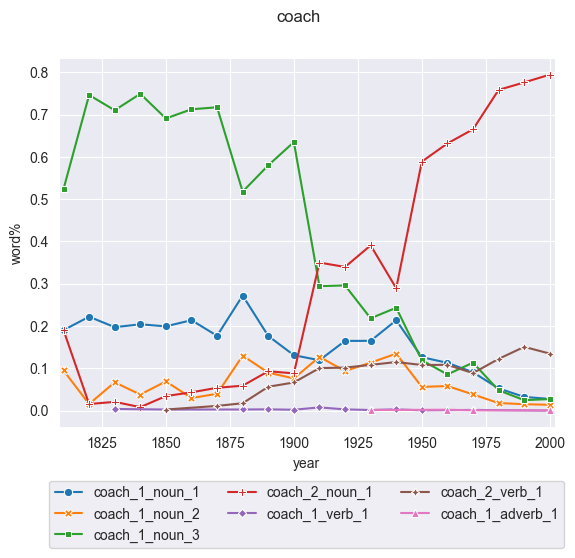 coach
0.8
0.7
0.6
0.5
0.4
0.3
0.2
0.1
0.0
word%
1825 1850 1875 1900 1925 1950 1975 2000
year
coach_1_noun_1 coach_2_noun_1 coach_2_verb_1
coach_1_noun_2 coach_1_verb_1 coach_1_adverb_1
coach_1_noun_3